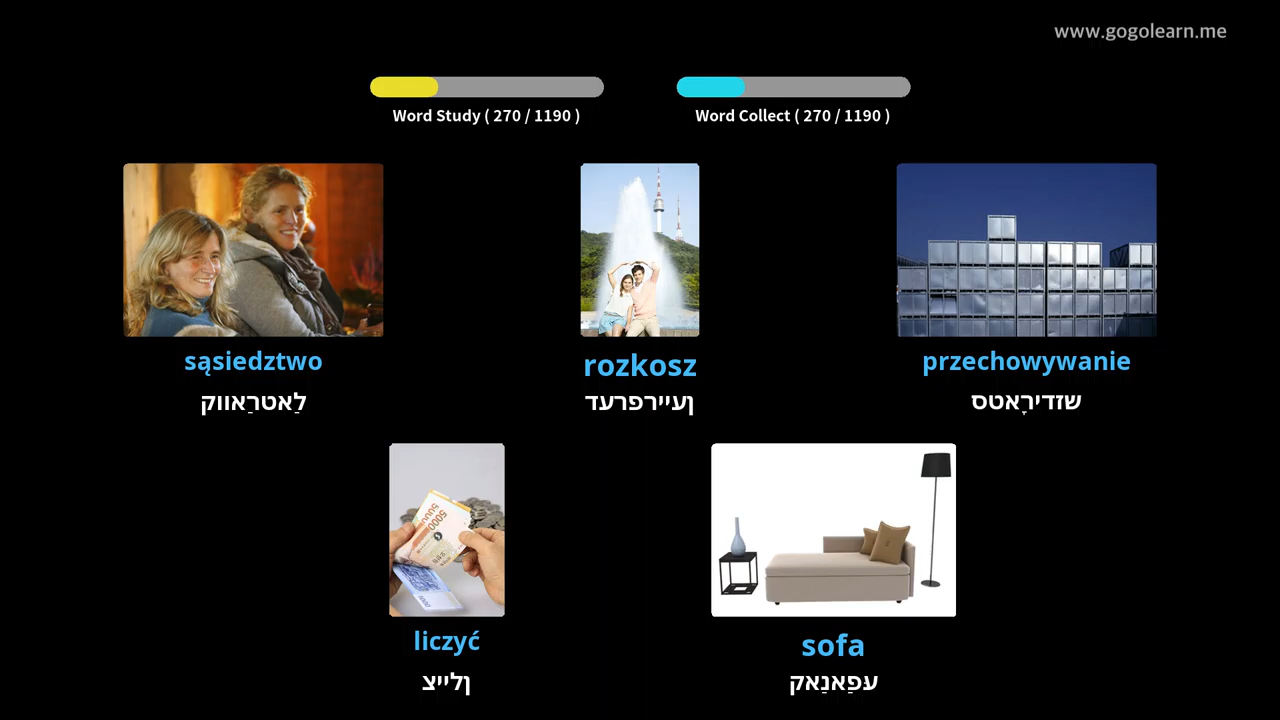 www.gogolearn.me
Word Study ( 270 / 1190 )
Word Collect ( 270 / 1190 )
sąsiedztwo
לַאטרַאווק
rozkosz
ןעיירפרעד
przechowywanie
שזדירָאטס
liczyć
ןלייצ
sofa
עפַאנַאק